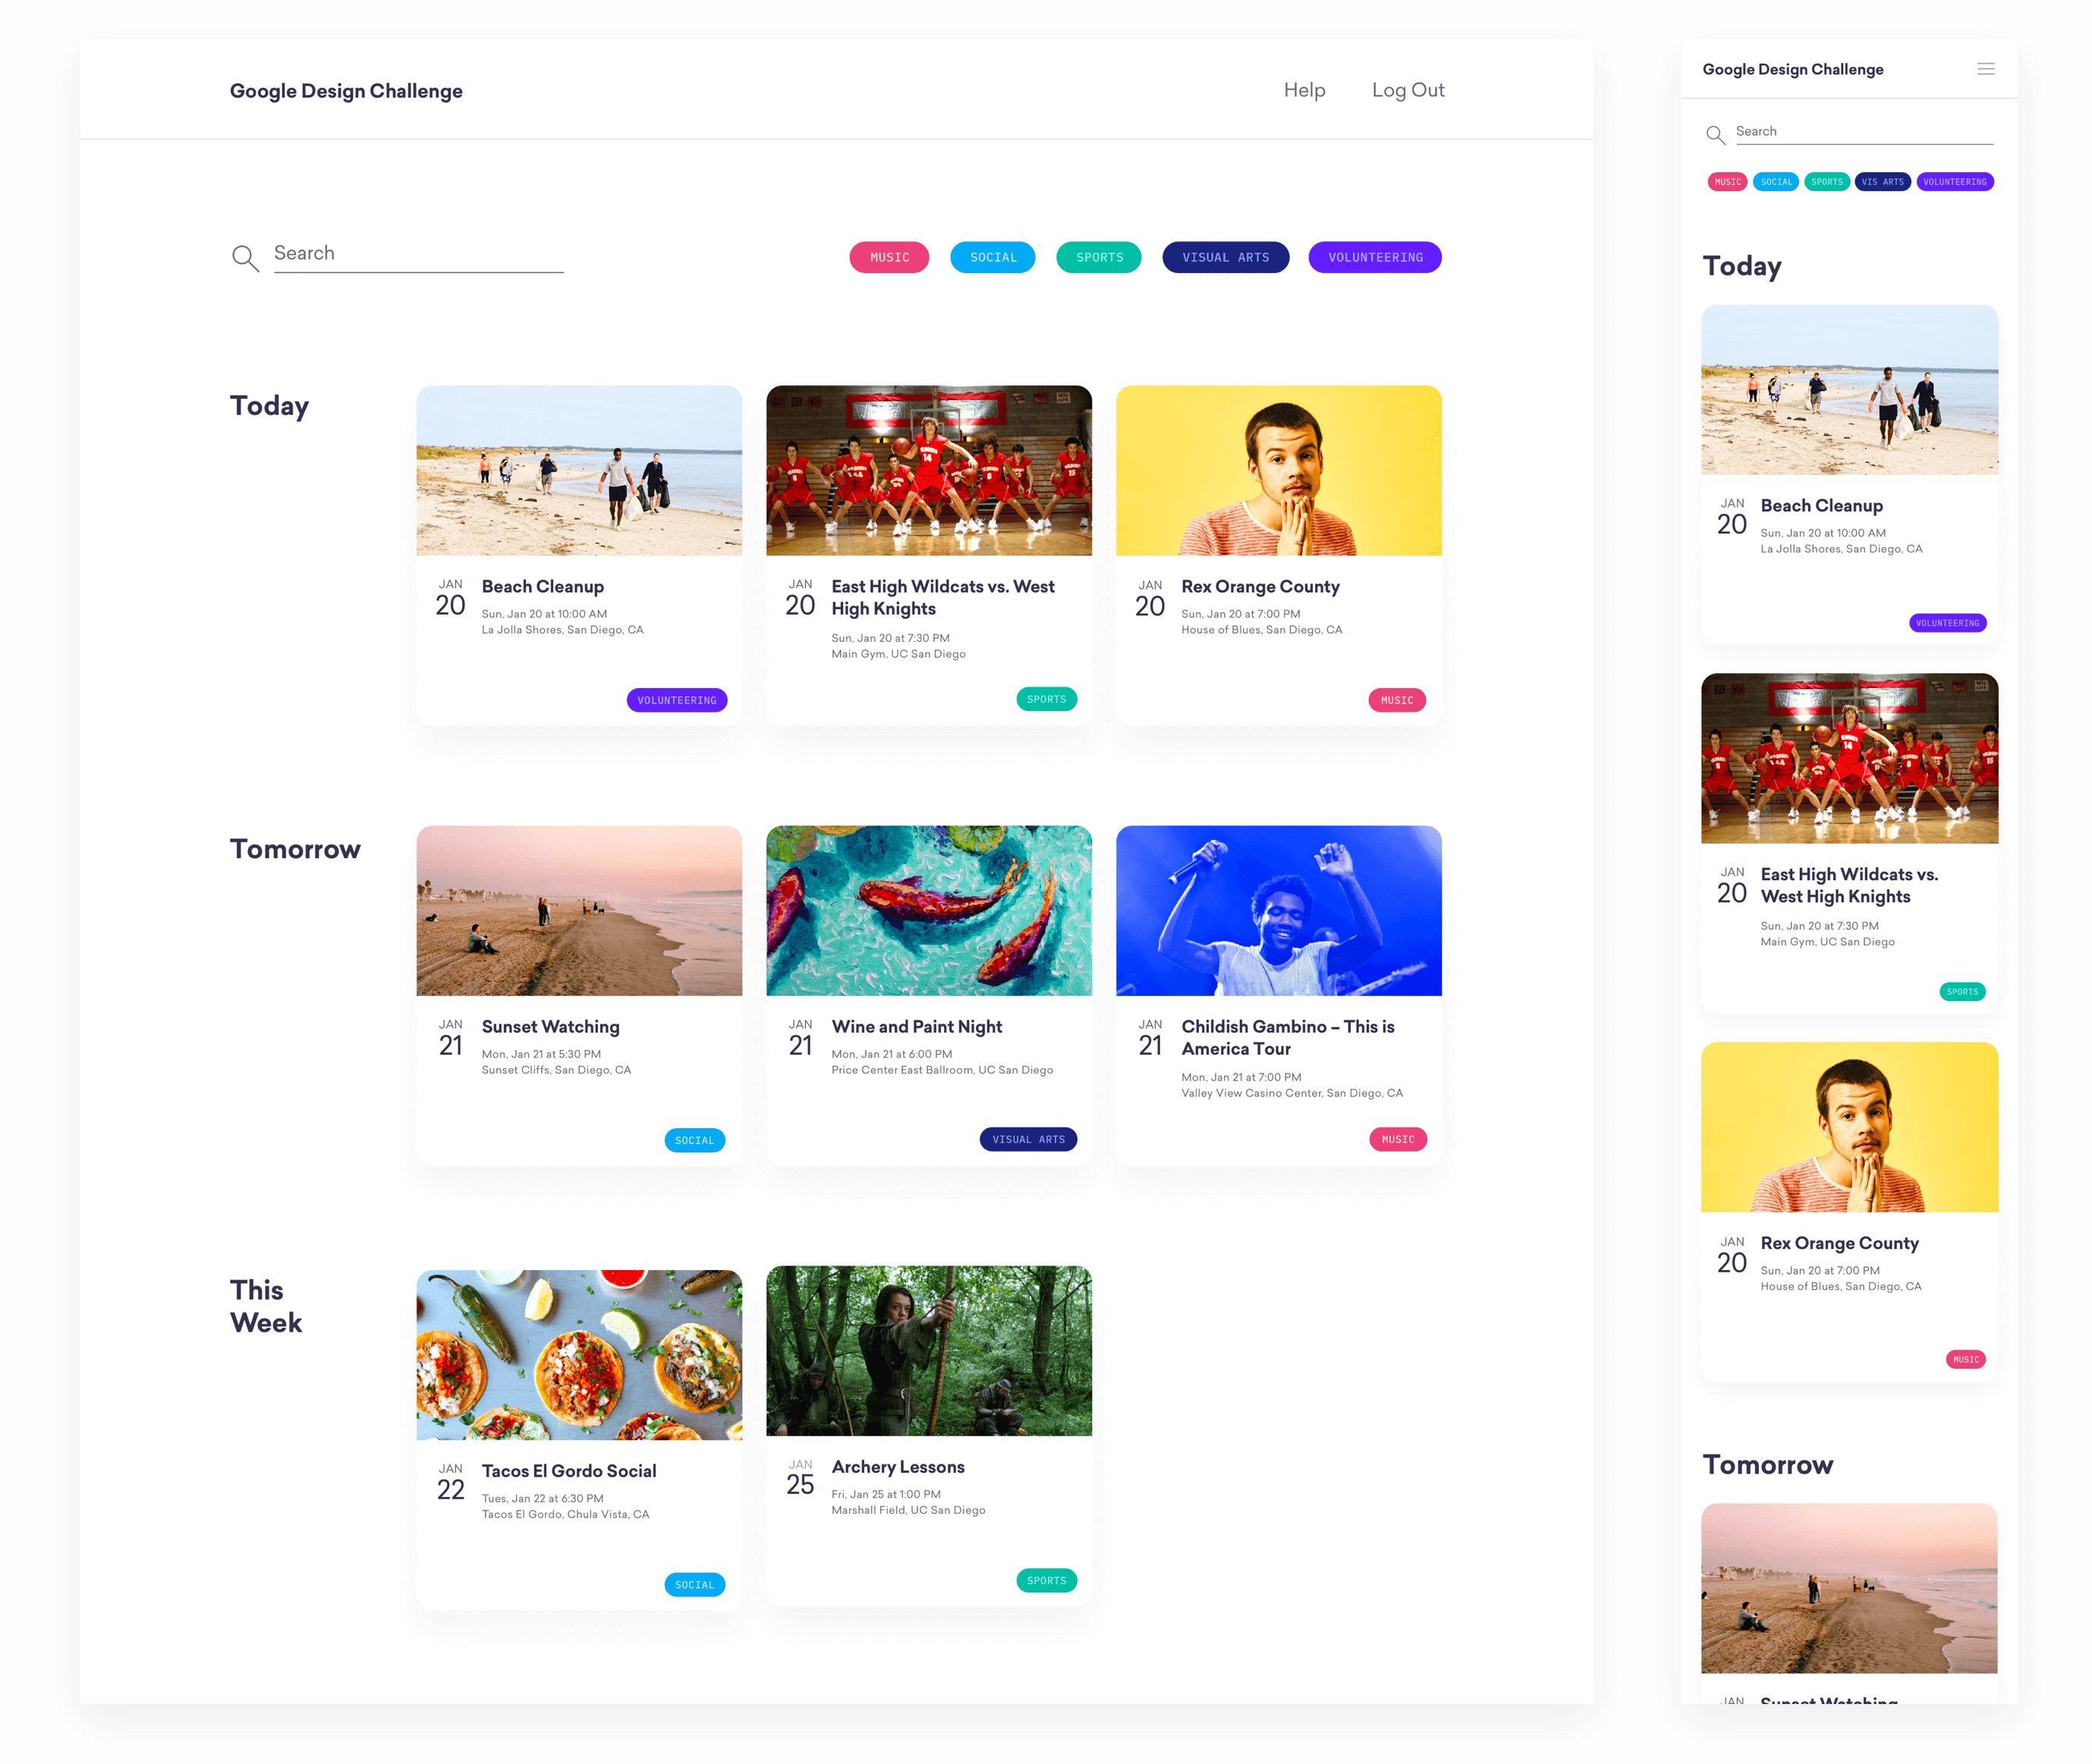 Google Design Challenge
Help
Log Out
Search
MUSIC
SOCIAL
SPORTS
VISUAL ARTS
VOLUNTEERING
Today
JAN
20
Beach Cleanup
Sun, Jan 20 at 10:00 AM
La Jolla Shores, San Diego, CA
VOLUNTEERING
14
JAN
20
East High Wildcats vs. West
High Knights
Sun, Jan 20 at 7:30 PM
Main Gym, UC San Diego
SPORTS
JAN
20
Rex Orange County
Sun, Jan 20 at 7:00 PM
House of Blues, San Diego, CA
MUSIC
Tomorrow
JAN
21
Sunset Watching
Mon, Jan 21 at 5:30 PM
Sunset Cliffs, San Diego, CA
SOCIAL
JAN
21
Wine and Paint Night
Mon, Jan 21 at 6:00 PM
Price Center East Ballroom, UC San Diego
VISUAL ARTS
JAN
21
Childish Gambino – This is
America Tour
Mon, Jan 21 at 7:00 PM
Valley View Casino Center, San Diego, CA
MUSIC
This
Week
JAN
22
Tacos El Gordo Social
Tues, Jan 22 at 6:30 PM
Tacos El Gordo, Chula Vista, CA
SOCIAL
JAN
25
Archery Lessons
Fri, Jan 25 at 1:00 PM
Marshall Field, UC San Diego
SPORTS
Google Design Challenge
Search
MUSIC
SOCIAL
SPORTS
VIS ARTS
VOLUNTEERING
Today
JAN
20
Beach Cleanup
Sun, Jan 20 at 10:00 AM
La Jolla Shores, San Diego, CA
VOLUNTEERING
14
JAN
20
East High Wildcats vs.
West High Knights
Sun, Jan 20 at 7:30 PM
Main Gym, UC San Diego
SPORTS
JAN
20
Rex Orange County
Sun, Jan 20 at 7:00 PM
House of Blues, San Diego, CA
MUSIC
Tomorrow
JAN
Sunset Watching